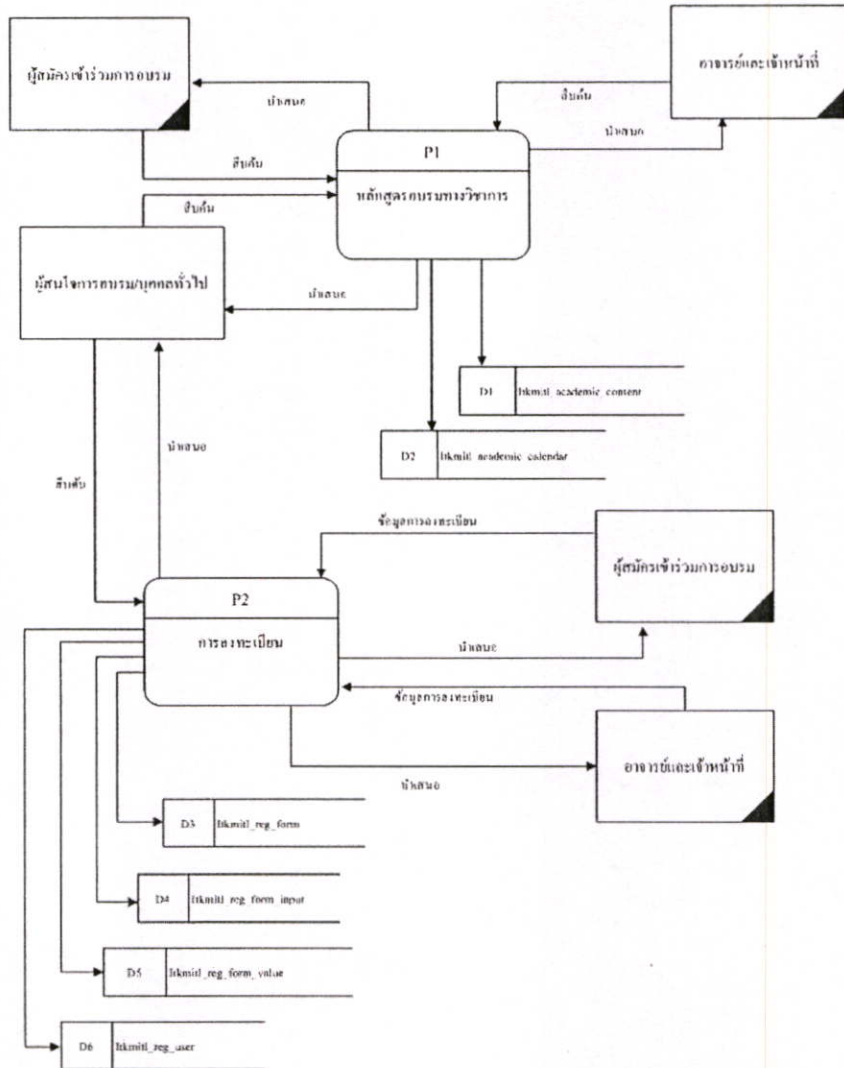 ผู้สมัครเข้าร่วมการอบรม
อาจารย์และเจ้าหน้าที่
นำเสนอ
สืบค้น
นำเสนอ
P1
สืบค้น
หลักสูตรอบรมทางวิชาการ
สืบค้น
ผู้สนใจการอบรม/บุคคลทั่วไป
นำเสนอ
D1
Itkmitl_academic_content
D2
Itkmitl_academic_calendar
นำเสนอ
สืบค้น
ข้อมูลการลงทะเบียน
ผู้สมัครเข้าร่วมการอบรม
P2
การลงทะเบียน
นำเสนอ
ข้อมูลการลงทะเบียน
อาจารย์และเจ้าหน้าที่
นำเสนอ
D3
Itkmitl_reg_form
D4
Itkmitl_reg_form_input
D5
Itkmitl_reg_form_value
D6
Itkmitl_reg_user